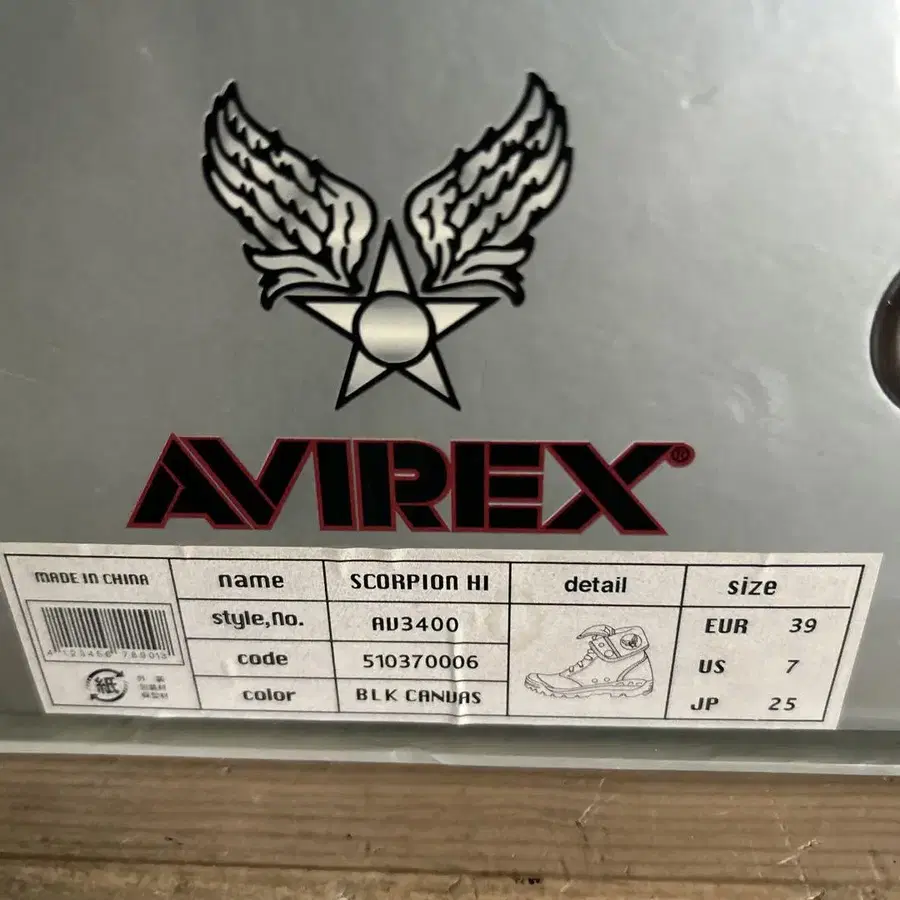 AVIREX®
MADE IN CHINA
name SCORPION HI
style,no. AV3400
code 510370006
color BLK CANVAS
detail
size
EUR 39
US 7
JP 25
紙